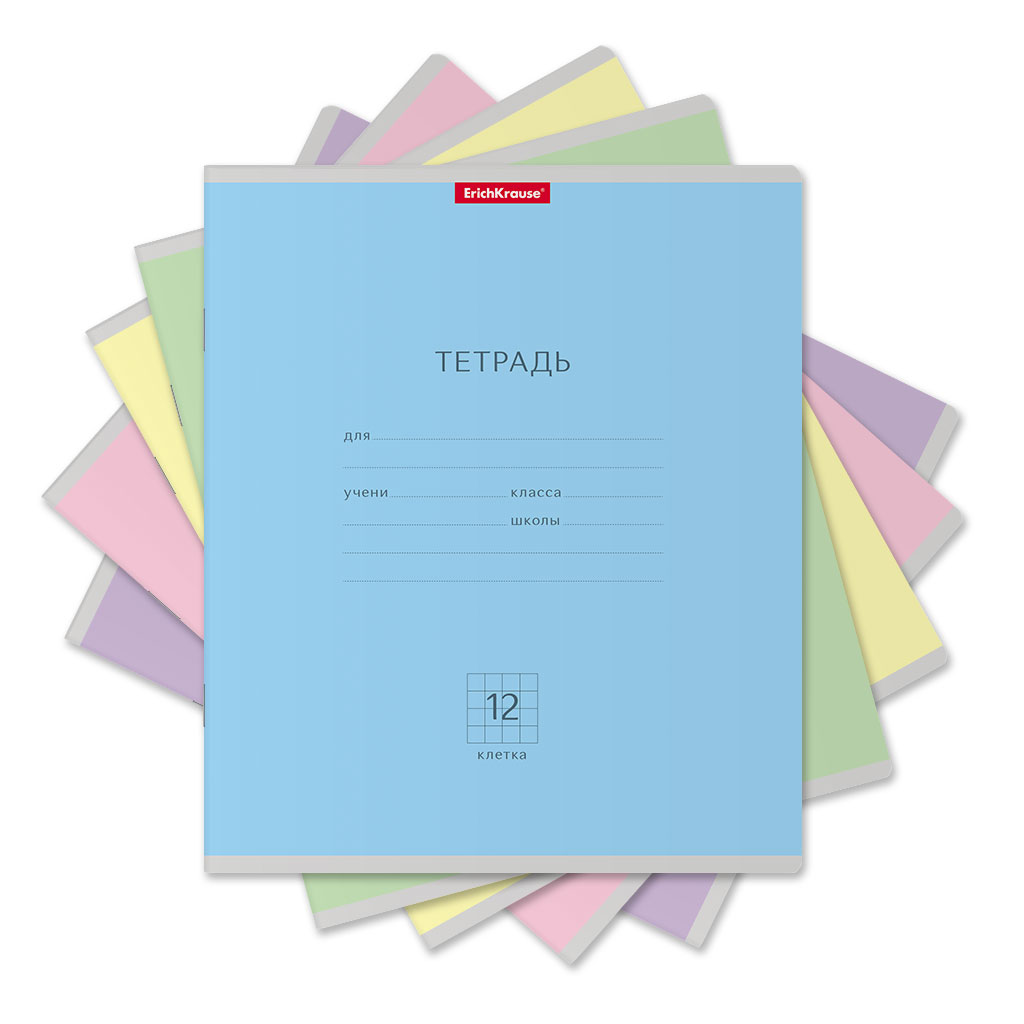 ErichKrause®
ТЕТРАДЬ
для
учени класса
школы
12
клетка